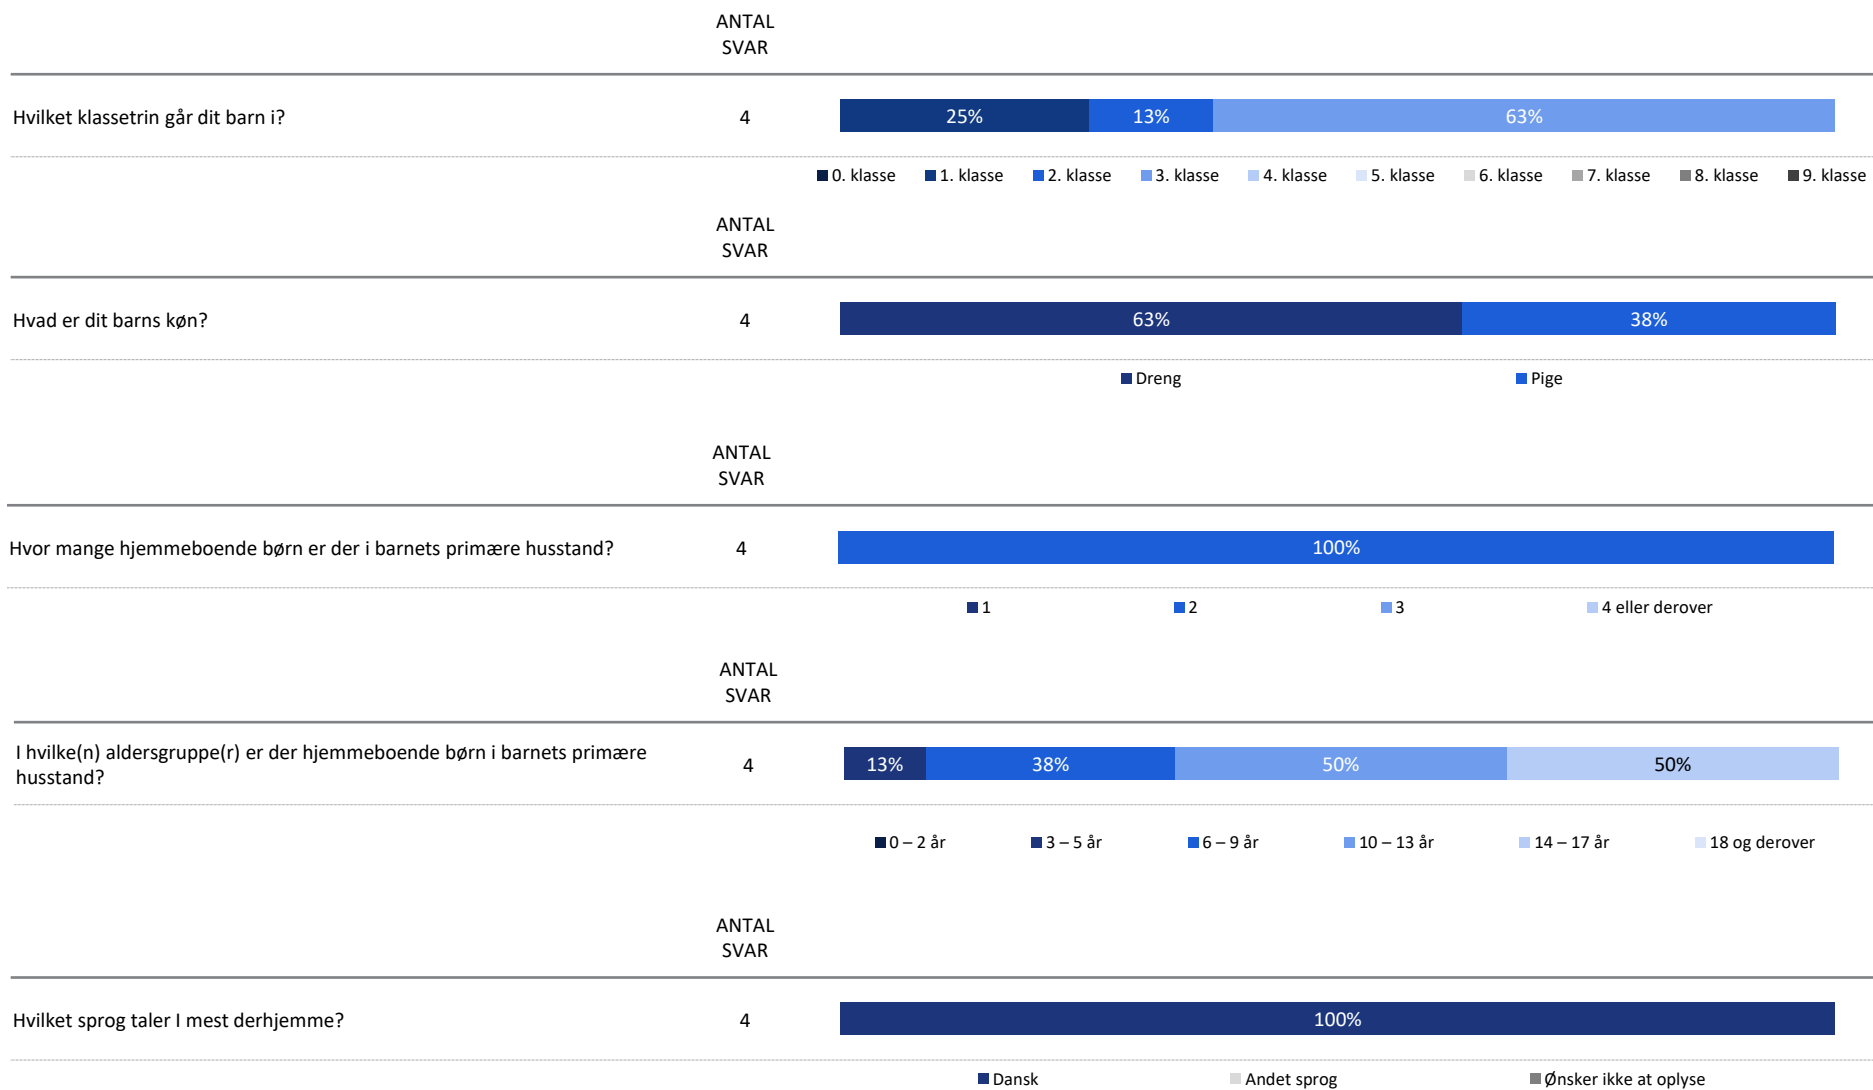 ANTAL
SVAR
Hvilket klassetrin går dit barn i?
4
25%
13%
63%
0. klasse
1. klasse
2. klasse
3. klasse
4. klasse
5. klasse
6. klasse
7. klasse
8. klasse
9. klasse
ANTAL
SVAR
Hvad er dit barns køn?
4
63%
38%
Dreng
Pige
ANTAL
SVAR
Hvor mange hjemmeboende børn er der i barnets primære husstand?
4
100%
1
2
3
4 eller derover
ANTAL
SVAR
I hvilke(n) aldersgruppe(r) er der hjemmeboende børn i barnets primære
husstand?
4
13%
38%
50%
50%
0 – 2 år
3 – 5 år
6 – 9 år
10 – 13 år
14 – 17 år
18 og derover
ANTAL
SVAR
Hvilket sprog taler I mest derhjemme?
4
100%
Dansk
Andet sprog
Ønsker ikke at oplyse